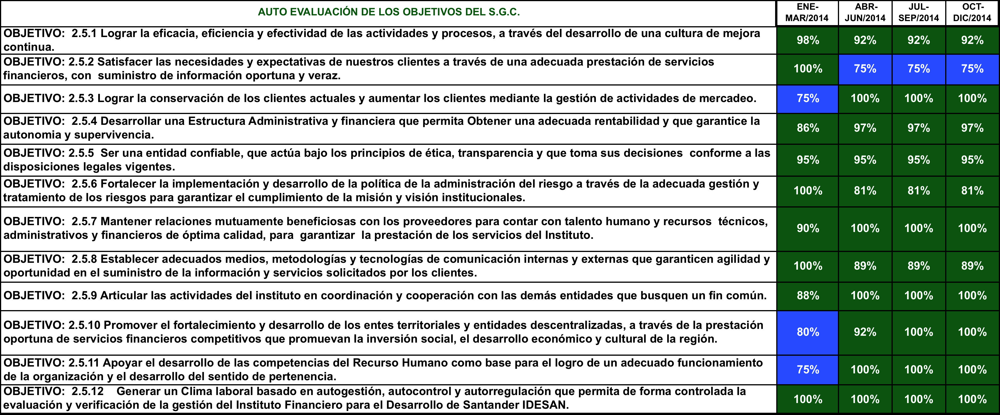 AUTO EVALUACIÓN DE LOS OBJETIVOS DEL S.G.C.
ENE-
MAR/2014
ABR-
JUN/2014
JUL-
SEP/2014
OCT-
DIC/2014
OBJETIVO:  2.5.1 Lograr la eficacia, eficiencia y efectividad de las actividades y procesos, a través del desarrollo de una cultura de mejora
continua.
98%
92%
92%
92%
OBJETIVO: 2.5.2 Satisfacer las necesidades y expectativas de nuestros clientes a través de una adecuada prestación de servicios
financieros, con  suministro de información oportuna y veraz.
100%
75%
75%
75%
OBJETIVO: 2.5.3 Lograr la conservación de los clientes actuales y aumentar los clientes mediante la gestión de actividades de mercadeo.
75%
100%
100%
100%
OBJETIVO:  2.5.4 Desarrollar una Estructura Administrativa y financiera que permita Obtener una adecuada rentabilidad y que garantice la
autonomia y supervivencia.
86%
97%
97%
97%
OBJETIVO: 2.5.5  Ser una entidad confiable, que actúa bajo los principios de ética, transparencia y que toma sus decisiones  conforme a las
disposiciones legales vigentes.
95%
95%
95%
95%
OBJETIVO:  2.5.6 Fortalecer la implementación y desarrollo de la política de la administración del riesgo a través de la adecuada gestión y
tratamiento de los riesgos para garantizar el cumplimiento de la misión y visión institucionales.
100%
81%
81%
81%
OBJETIVO:  2.5.7 Mantener relaciones mutuamente beneficiosas con los proveedores para contar con talento humano y recursos  técnicos,
administrativos y financieros de óptima calidad, para  garantizar  la prestación de los servicios del Instituto.
90%
100%
100%
100%
OBJETIVO:  2.5.8 Establecer adecuados medios, metodologías y tecnologías de comunicación internas y externas que garanticen agilidad y
oportunidad en el suministro de la información y servicios solicitados por los clientes.
100%
89%
89%
89%
OBJETIVO:  2.5.9 Articular las actividades del instituto en coordinación y cooperación con las demás entidades que busquen un fin común.
88%
100%
100%
100%
OBJETIVO: 2.5.10 Promover el fortalecimiento y desarrollo de los entes territoriales y entidades descentralizadas, a través de la prestación
oportuna de servicios financieros competitivos que promuevan la inversión social, el desarrollo económico y cultural de la región.
80%
92%
100%
100%
OBJETIVO: 2.5.11 Apoyar el desarrollo de las competencias del Recurso Humano como base para el logro de un adecuado funcionamiento
de la organización y el desarrollo del sentido de pertenencia.
75%
100%
100%
100%
OBJETIVO:  2.5.12    Generar un Clima laboral basado en autogestión, autocontrol y autorregulación que permita de forma controlada la
evaluación y verificación de la gestión del Instituto Financiero para el Desarrollo de Santander IDESAN.
100%
100%
100%
100%